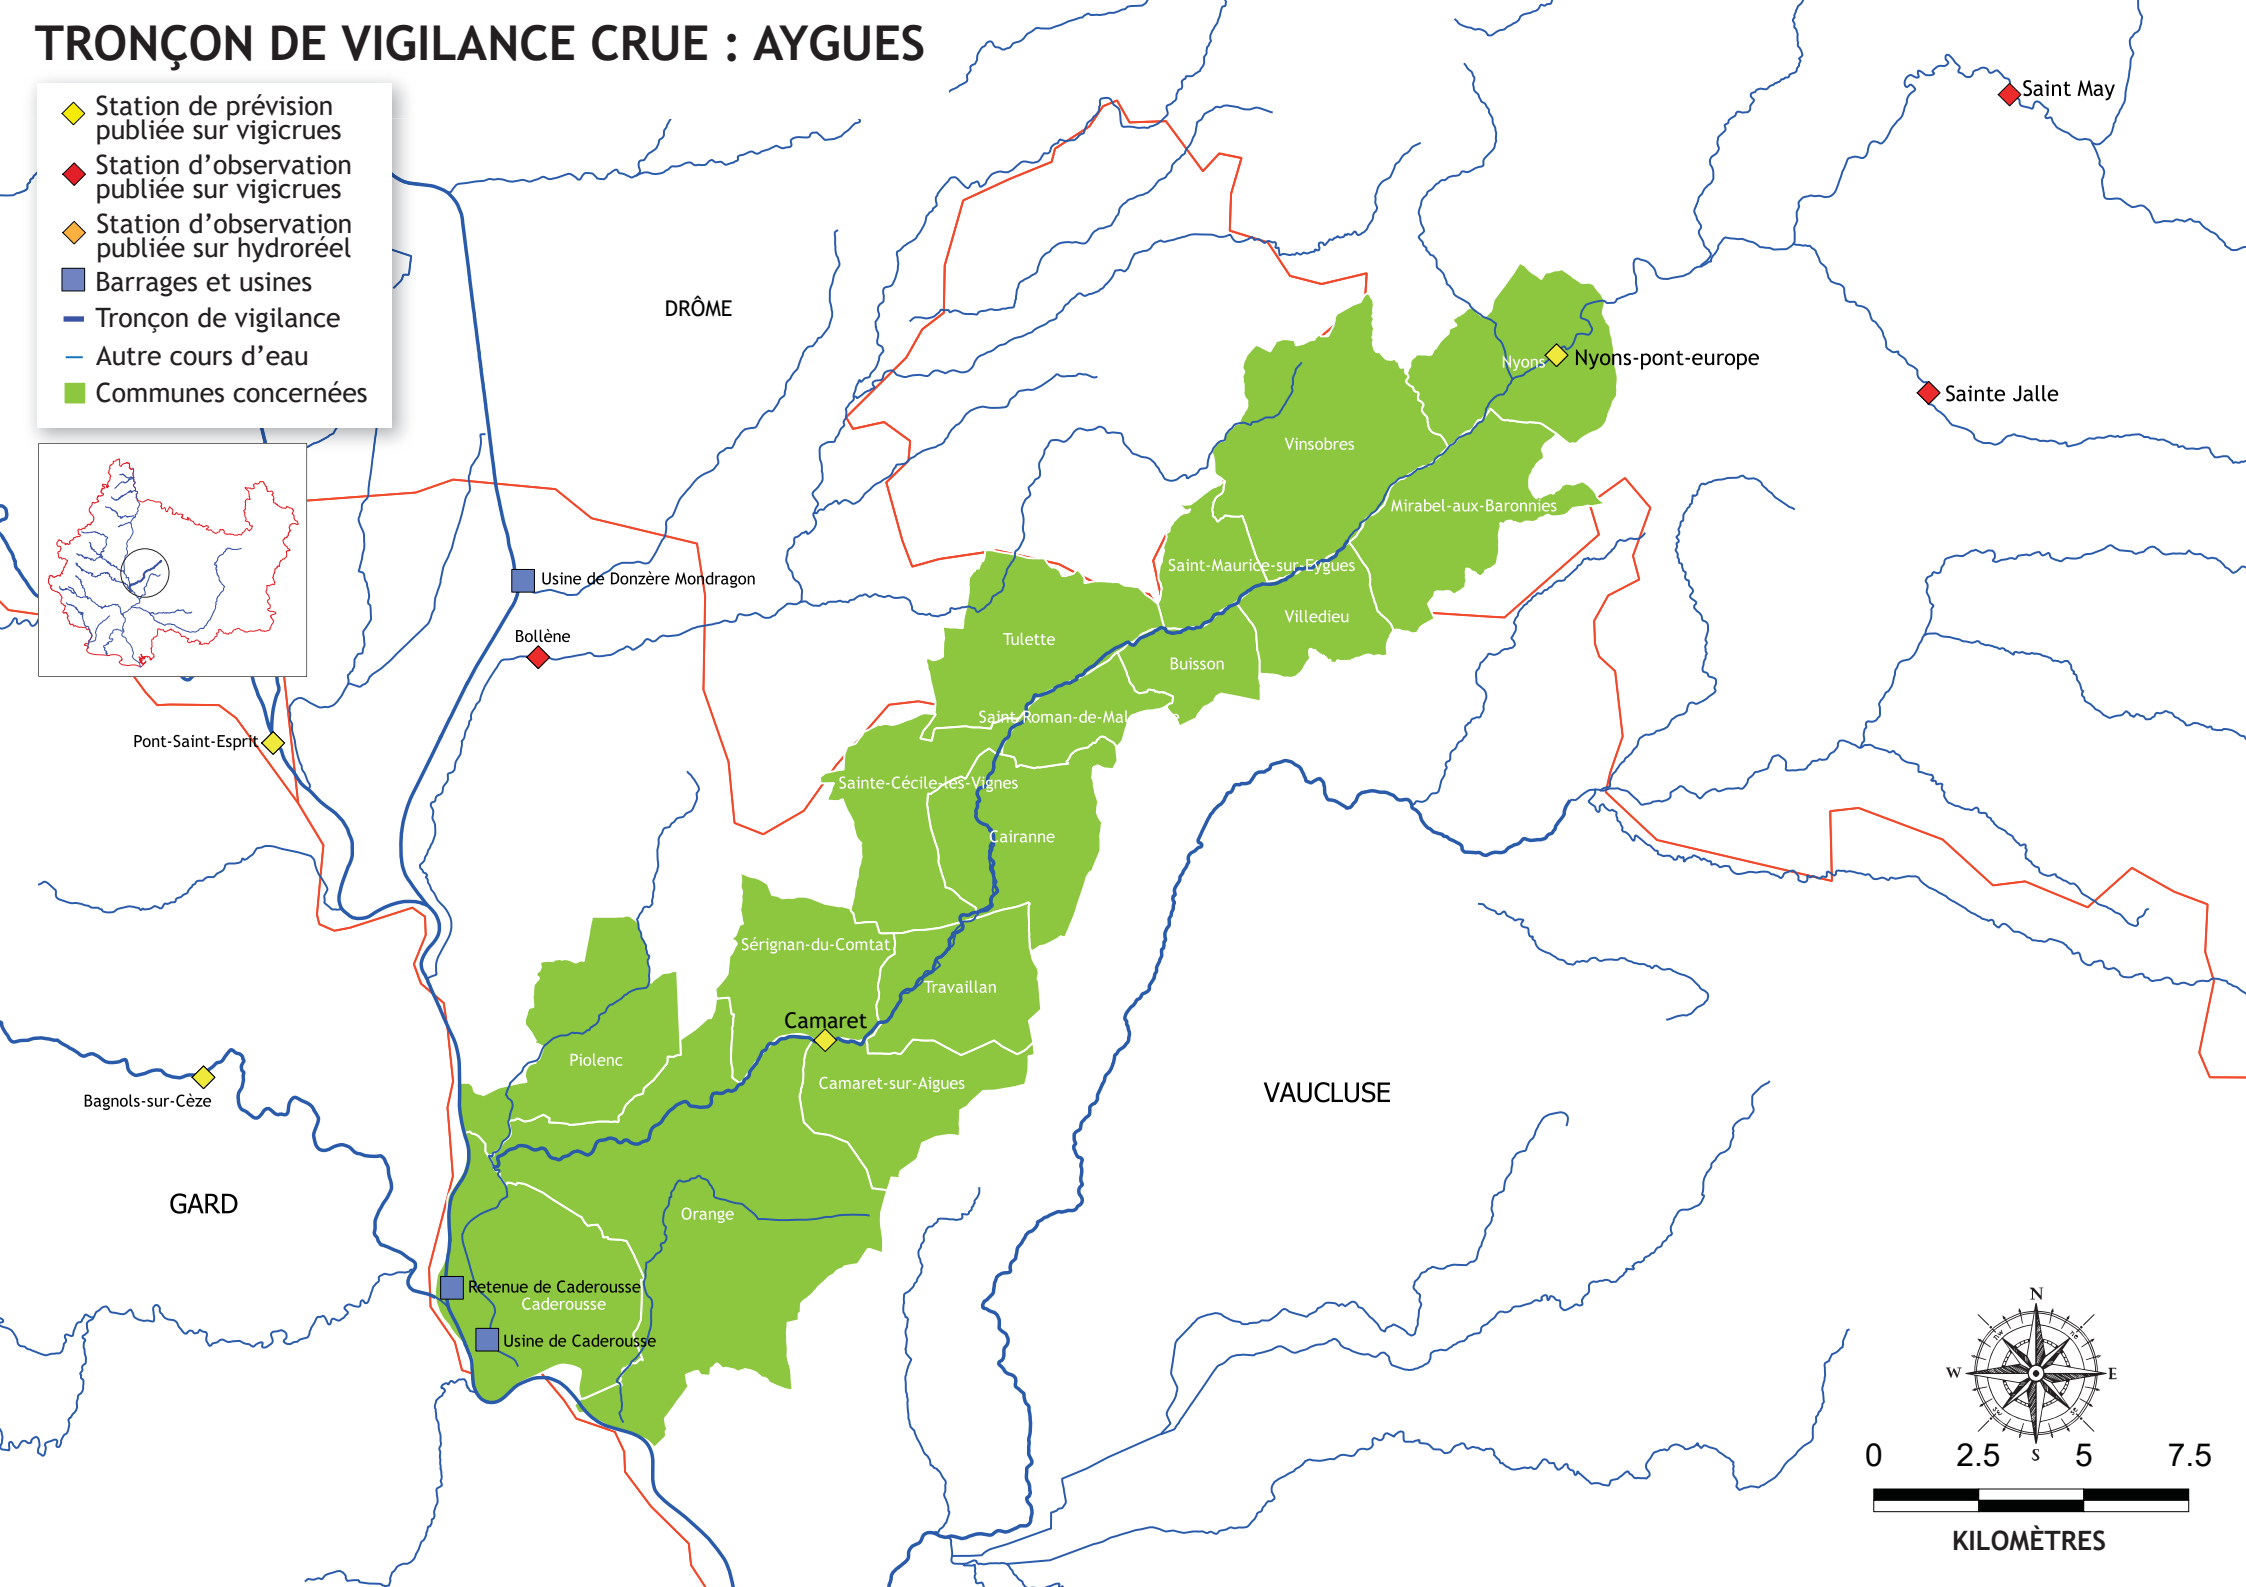 TRONÇON DE VIGILANCE CRUE : AYGUES
Station de prévision
publiée sur vigicrues
Station d’observation
publiée sur vigicrues
Station d’observation
publiée sur hydroréel
Barrages et usines
Tronçon de vigilance
Autre cours d’eau
Communes concernées
Saint May
DRÔME
Nyons
Nyons-pont-europe
Sainte Jalle
Vinsobres
Mirabel-aux-Baronnies
Saint-Maurice-sur-Eygues
Usine de Donzère Mondragon
Villedieu
Bollène
Tulette
Buisson
Saint-Roman-de-Mal
Pont-Saint-Esprit
Sainte-Cécile-les-Vignes
Cairanne
Sérignan-du-Comtat
Travaillan
Camaret
Piolenc
Camaret-sur-Aigues
Bagnols-sur-Cèze
VAUCLUSE
GARD
Orange
Retenue de Caderousse
Caderousse
Usine de Caderousse
N
nw
ne
W
E
sw
se
S
0 2.5 5 7.5
KILOMÈTRES